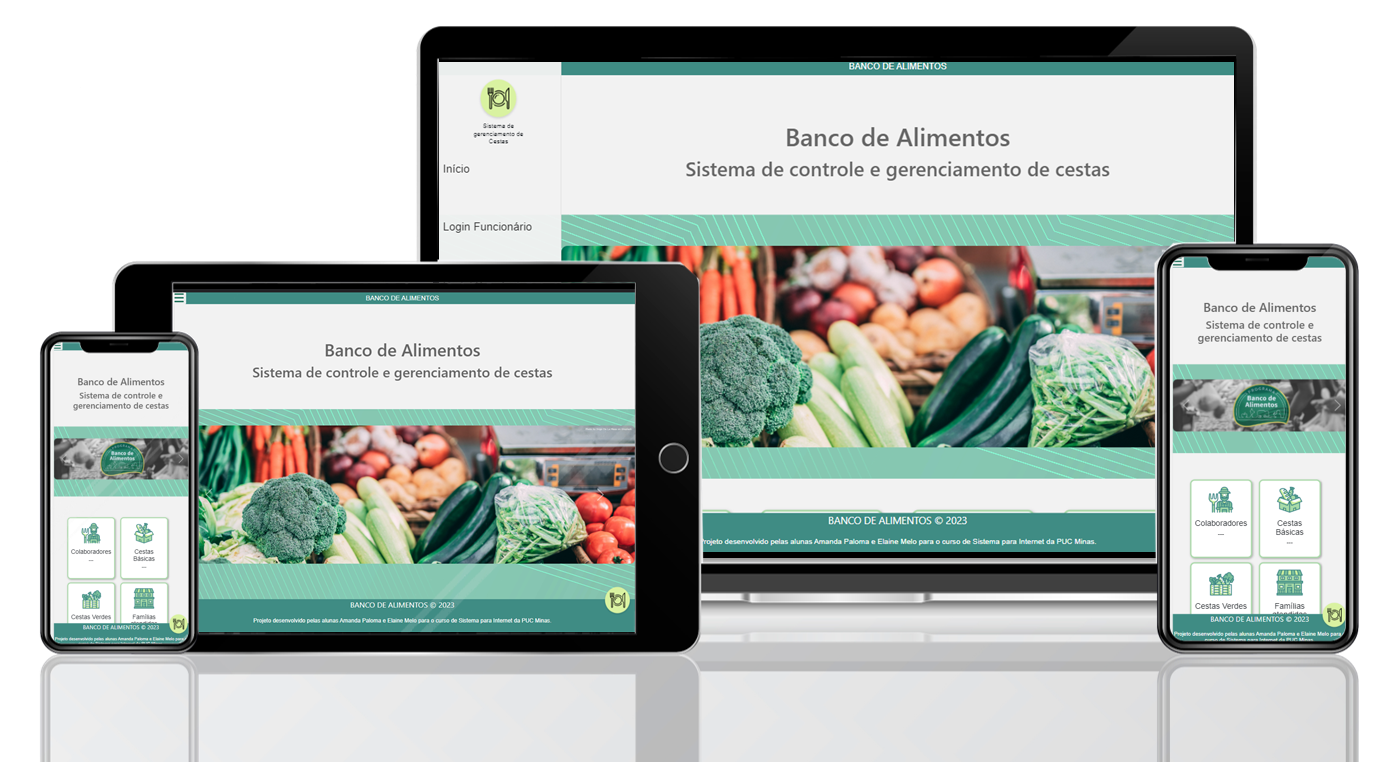 BANCO DE ALIMENTOS
Sistema de
gerenciamento de
Cestas
Início
Login Funcionário
Banco de Alimentos
Sistema de controle e gerenciamento de cestas
BANCO DE ALIMENTOS © 2023
Projeto desenvolvido pelas alunas Amanda Paloma e Elaine Melo para o curso de Sistema para Internet da PUC Minas.
BANCO DE ALIMENTOS
Banco de Alimentos
Sistema de controle e gerenciamento de cestas
BANCO DE ALIMENTOS © 2023
Projeto desenvolvido pelas alunas Amanda Paloma e Elaine Melo para o curso de Sistema para Internet da PUC Minas.
Banco de Alimentos
Sistema de controle e
gerenciamento de cestas
Banco de
Alimentos
Colaboradores
...
Cestas
Básicas
...
Cestas Verdes
Famílias
BANCO DE ALIMENTOS © 2023
Projeto desenvolvido pelas alunas Amanda Paloma e Elaine Melo para
curso de Sistema para Internet da PUC Minas.
Banco de Alimentos
Sistema de controle e
gerenciamento de cestas
PROGRAMA
Banco de
Alimentos
Colaboradores
...
Cestas
Básicas
...
Cestas Verdes
Famílias
atendidas
BANCO DE ALIMENTOS © 2023
Projeto desenvolvido pelas alunas Amanda Paloma e Elaine Melo para o
curso de Sistema para Internet da PUC Minas.